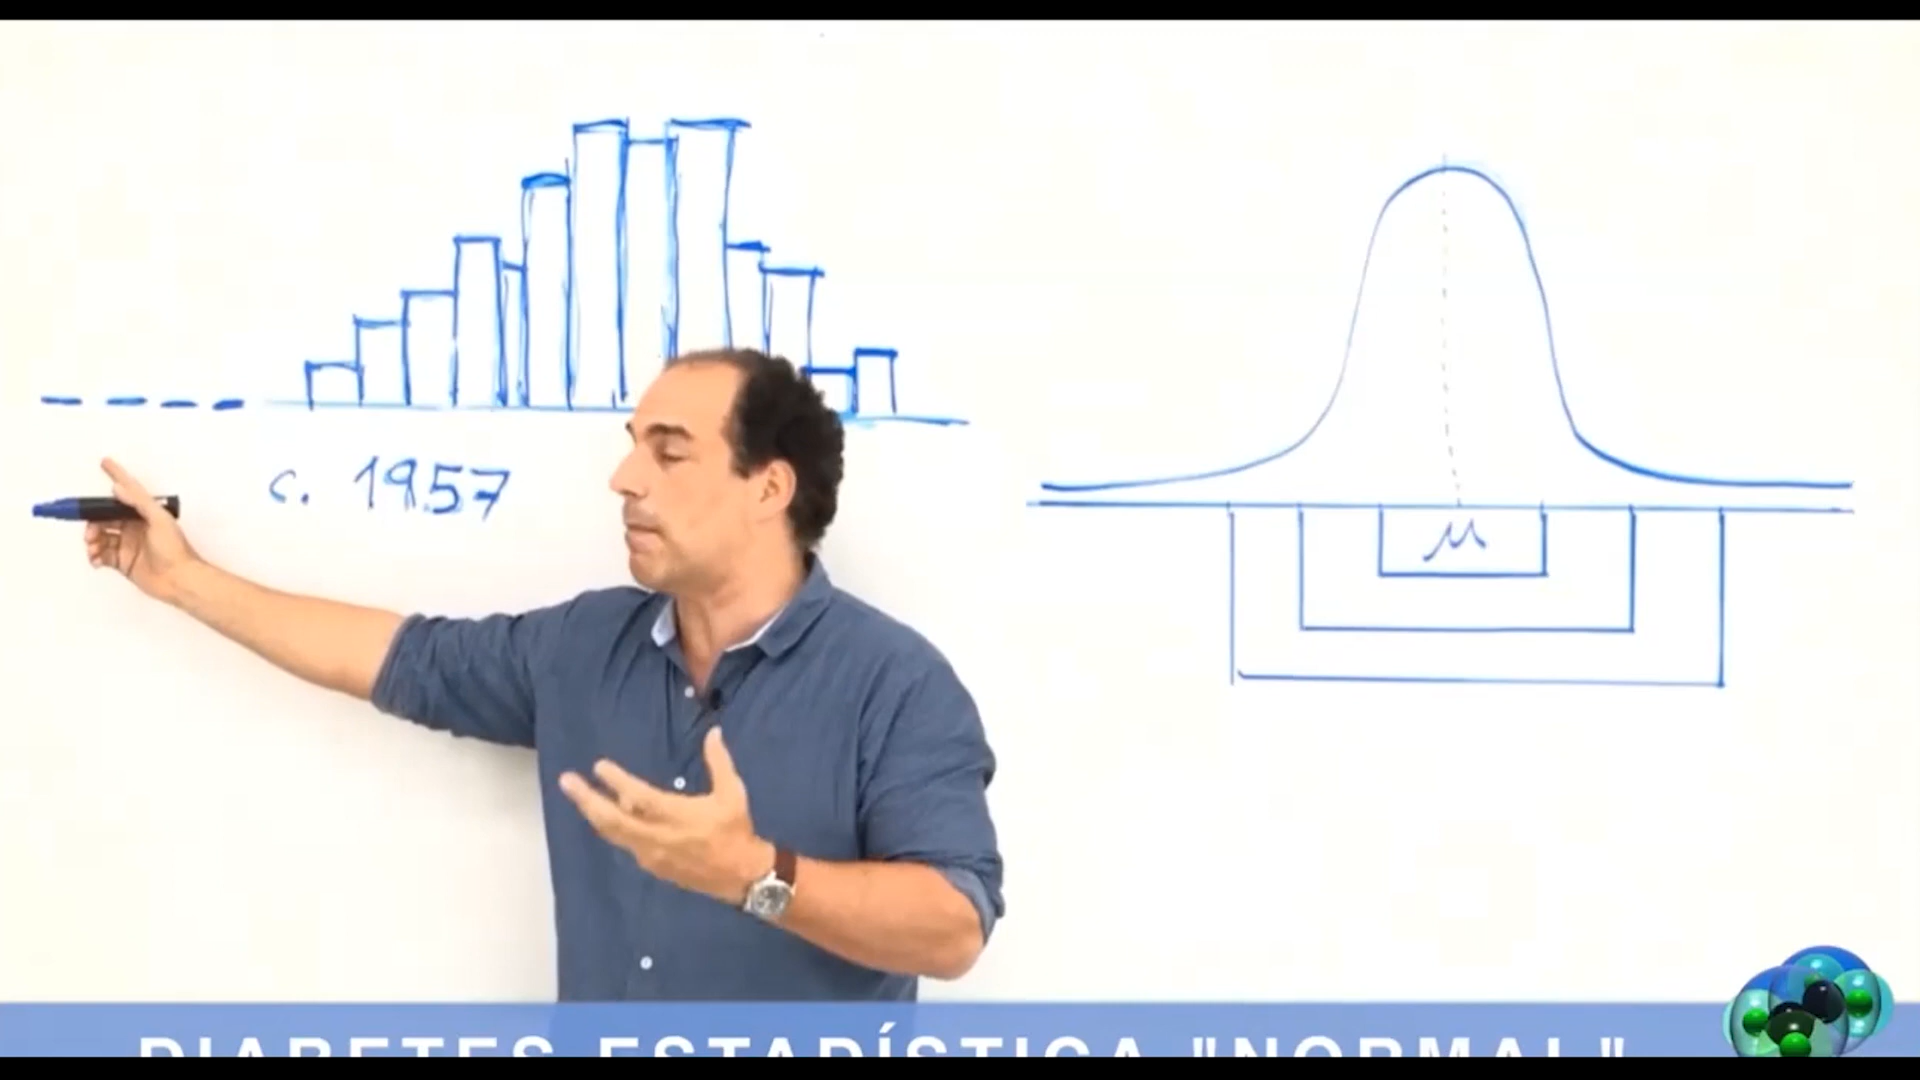 c. 1957
μ
DIABETES ESTADÍSTICA "NORMAL"